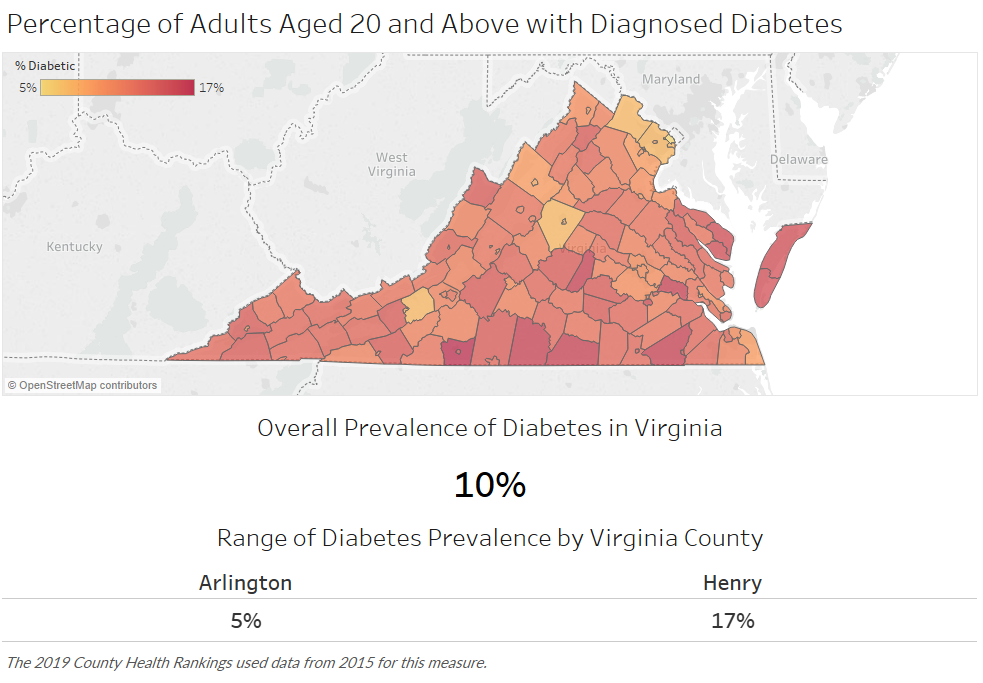 Percentage of Adults Aged 20 and Above with Diagnosed Diabetes
% Diabetic
5% 17%
Maryland
West
Virginia
Delaware
Kentucky
Virginia
© OpenStreetMap contributors
Overall Prevalence of Diabetes in Virginia
10%
Range of Diabetes Prevalence by Virginia County
Arlington Henry
5% 17%
The 2019 County Health Rankings used data from 2015 for this measure.